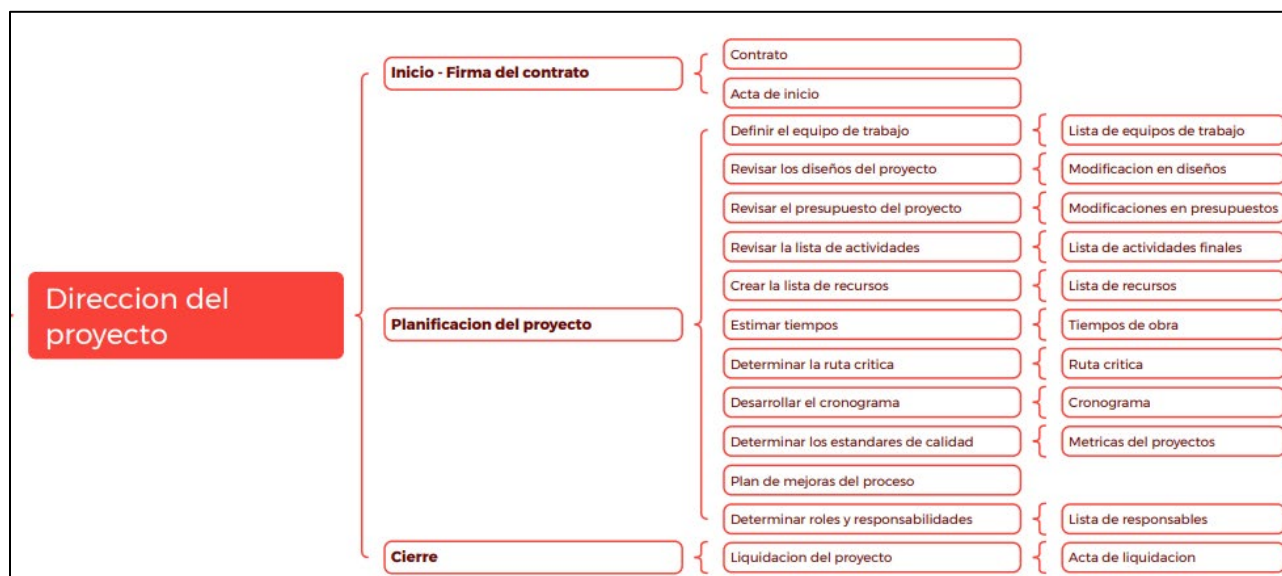 Direccion del
proyecto
Inicio - Firma del contrato
Contrato
Acta de inicio
Planificacion del proyecto
Definir el equipo de trabajo
Lista de equipos de trabajo
Revisar los diseños del proyecto
Modificacion en diseños
Revisar el presupuesto del proyecto
Modificaciones en presupuestos
Revisar la lista de actividades
Lista de actividades finales
Crear la lista de recursos
Lista de recursos
Estimar tiempos
Tiempos de obra
Determinar la ruta critica
Ruta critica
Desarrollar el cronograma
Cronograma
Determinar los estandares de calidad
Metricas del proyectos
Plan de mejoras del proceso
Determinar roles y responsabilidades
Lista de responsables
Cierre
Liquidacion del proyecto
Acta de liquidacion